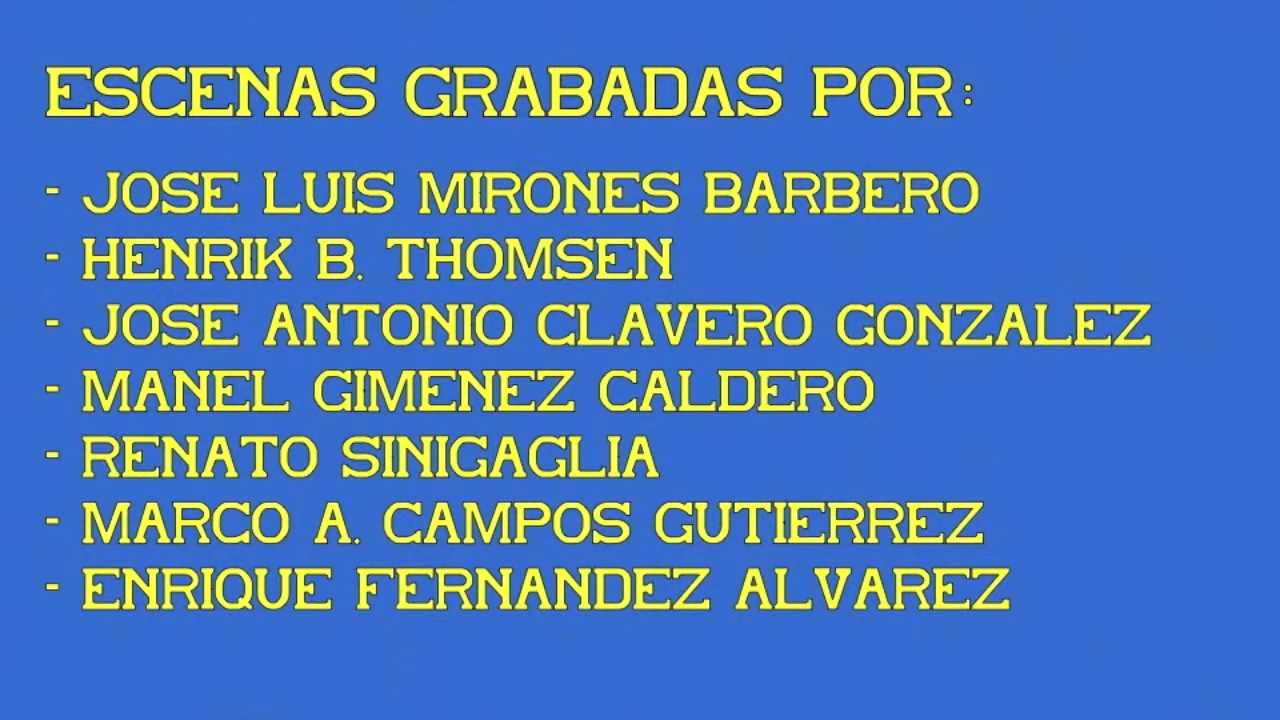 ESCENAS GRABADAS POR:
- JOSE LUIS MIRONES BARBERO
- HENRIK B. THOMSEN
- JOSE ANTONIO CLAVERO GONZALEZ
- MANEL GIMENEZ CALDERO
- RENATO SINIGAGLIA
- MARCO A. CAMPOS GUTIERREZ
- ENRIQUE FERNANDEZ ALVAREZ